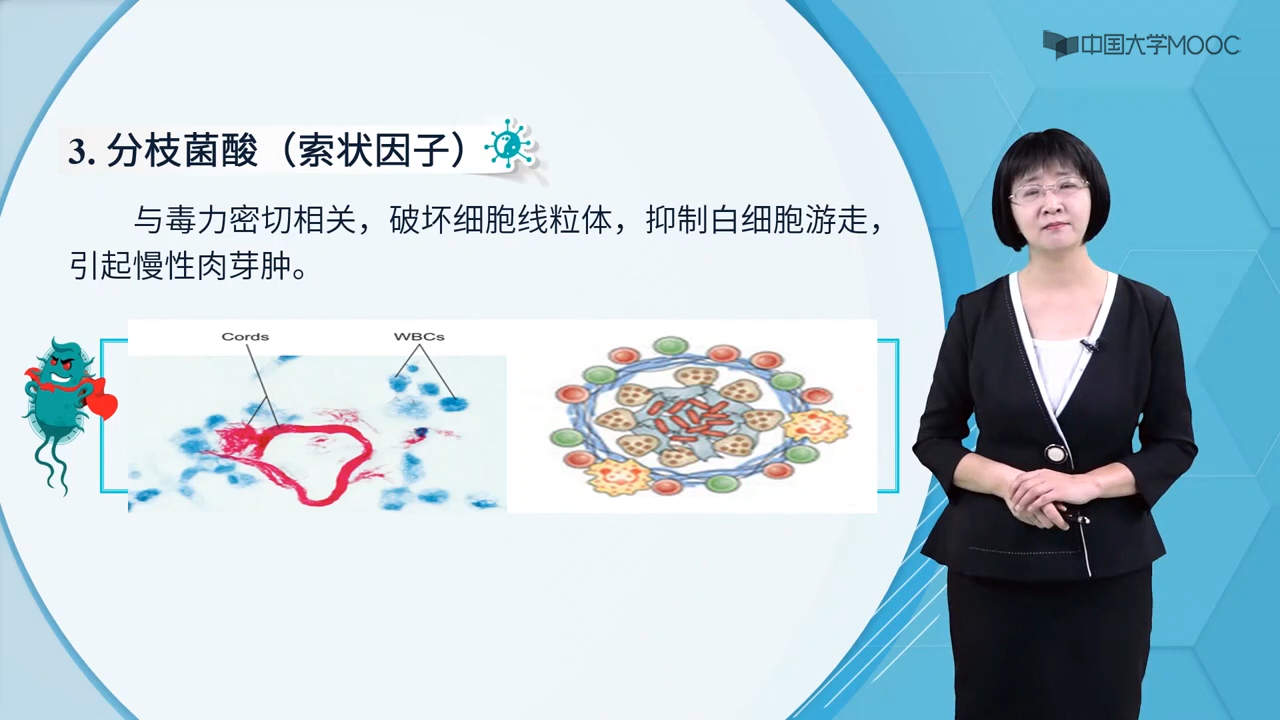 中国大学MOOC
3. 分枝菌酸（索状因子）
与毒力密切相关，破坏细胞线粒体，抑制白细胞游走，
引起慢性肉芽肿。
Cords WBCs